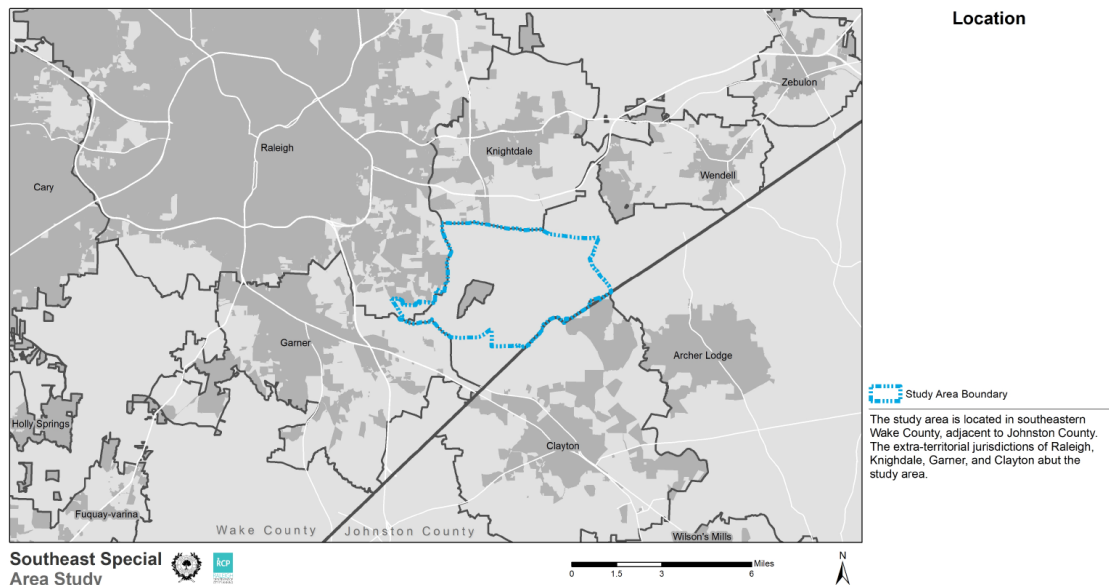 Location
Zebulon
Raleigh
Knightdale
Wendell
Cary
Garner
Archer Lodge
Study Area Boundary
The study area is located in southeastern
Wake County, adjacent to Johnston County.
The extra-territorial jurisdictions of Raleigh,
Knighdale, Garner, and Clayton abut the
study area.
Holly Springs
Clayton
Fuquay-varina
Wake County
Johnston County
Wilson's Mills
Southeast Special
Area Study
RCP
Miles
0 1.5 3 6
N